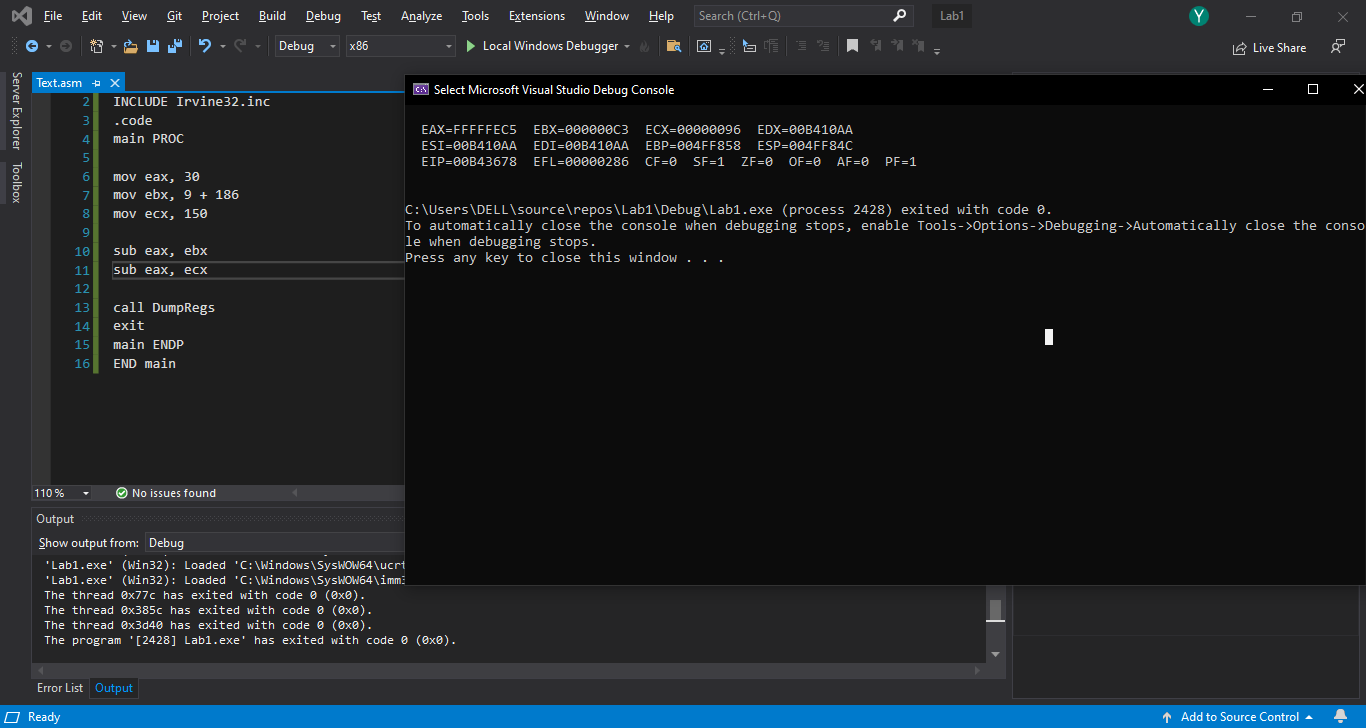 File Edit View Git Project Build Debug Test Analyze Tools Extensions Window Help Search (Ctrl+Q) Lab1 Y
Debug x86 Local Windows Debugger Live Share
Server Explorer
Toolbox
Text.asm
2 INCLUDE Irvine32.inc
3 .code
4 main PROC
5
6 mov eax, 30
7 mov ebx, 9 + 186
8 mov ecx, 150
9
10 sub eax, ebx
11 sub eax, ecx
12
13 call DumpRegs
14 exit
15 main ENDP
16 END main
110 % No issues found
Select Microsoft Visual Studio Debug Console
EAX=FFFFFEC5 EBX=000000C3 ECX=00000096 EDX=00B410AA
ESI=00B410AA EDI=00B410AA EBP=004FF858 ESP=004FF84C
EIP=00B43678 EFL=00000286 CF=0 SF=1 ZF=0 OF=0 AF=0 PF=1
C:\Users\DELL\source\repos\Lab1\Debug\Lab1.exe (process 2428) exited with code 0.
To automatically close the console when debugging stops, enable Tools->Options->Debugging->Automatically close the conso
le when debugging stops.
Press any key to close this window . . .
Output
Show output from: Debug
'Lab1.exe' (Win32): Loaded 'C:\Windows\SysWOW64\ucrt
'Lab1.exe' (Win32): Loaded 'C:\Windows\SysWOW64\imm3
The thread 0x77c has exited with code 0 (0x0).
The thread 0x385c has exited with code 0 (0x0).
The thread 0x3d40 has exited with code 0 (0x0).
The program '[2428] Lab1.exe' has exited with code 0 (0x0).
Error List Output
Ready Add to Source Control